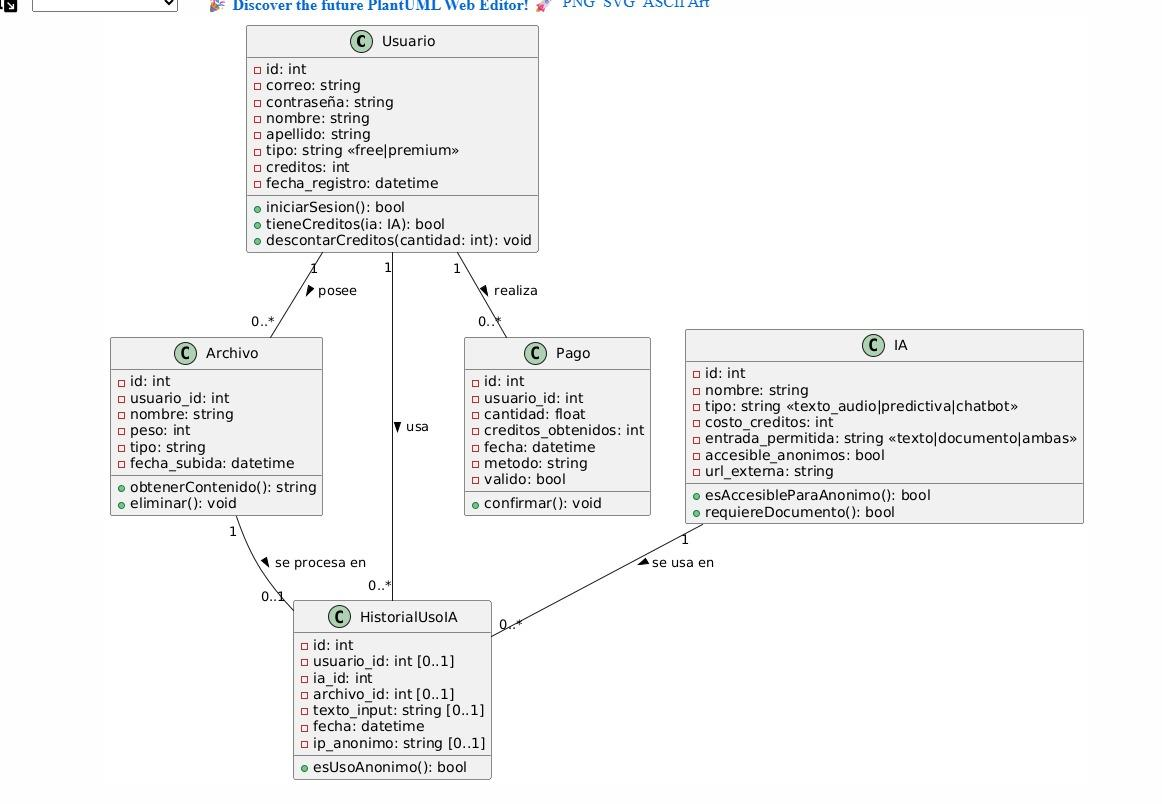 Discover the future PlantUML Web Editor! PNG SVG ASCII Art
C Usuario
id: int
correo: string
contraseña: string
nombre: string
apellido: string
tipo: string «free|premium»
creditos: int
fecha_registro: datetime
iniciarSesion(): bool
tieneCreditos(ia: IA): bool
descontarCreditos(cantidad: int): void
1 1 1
posee realiza
0..* 0..*
C Archivo
id: int
usuario_id: int
nombre: string
peso: int
tipo: string
fecha_subida: datetime
obtenerContenido(): string
eliminar(): void
usa
C Pago
id: int
usuario_id: int
cantidad: float
creditos_obtenidos: int
fecha: datetime
metodo: string
valido: bool
confirmar(): void
C IA
id: int
nombre: string
tipo: string «texto_audio|predictiva|chatbot»
costo_creditos: int
entrada_permitida: string «texto|documento|ambas»
accesible_anonimos: bool
url_externa: string
esAccesibleParaAnonimo(): bool
requiereDocumento(): bool
1 1
se procesa en se usa en
0..1 0..* 0..*
C HistorialUsoIA
id: int
usuario_id: int [0..1]
ia_id: int
archivo_id: int [0..1]
texto_input: string [0..1]
fecha: datetime
ip_anonimo: string [0..1]
esUsoAnonimo(): bool